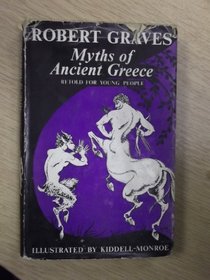 ROBERT GRAVES
Myths of
Ancient Greece
RETOLD FOR YOUNG PEOPLE
ILLUSTRATED BY KIDDELL-MONROE